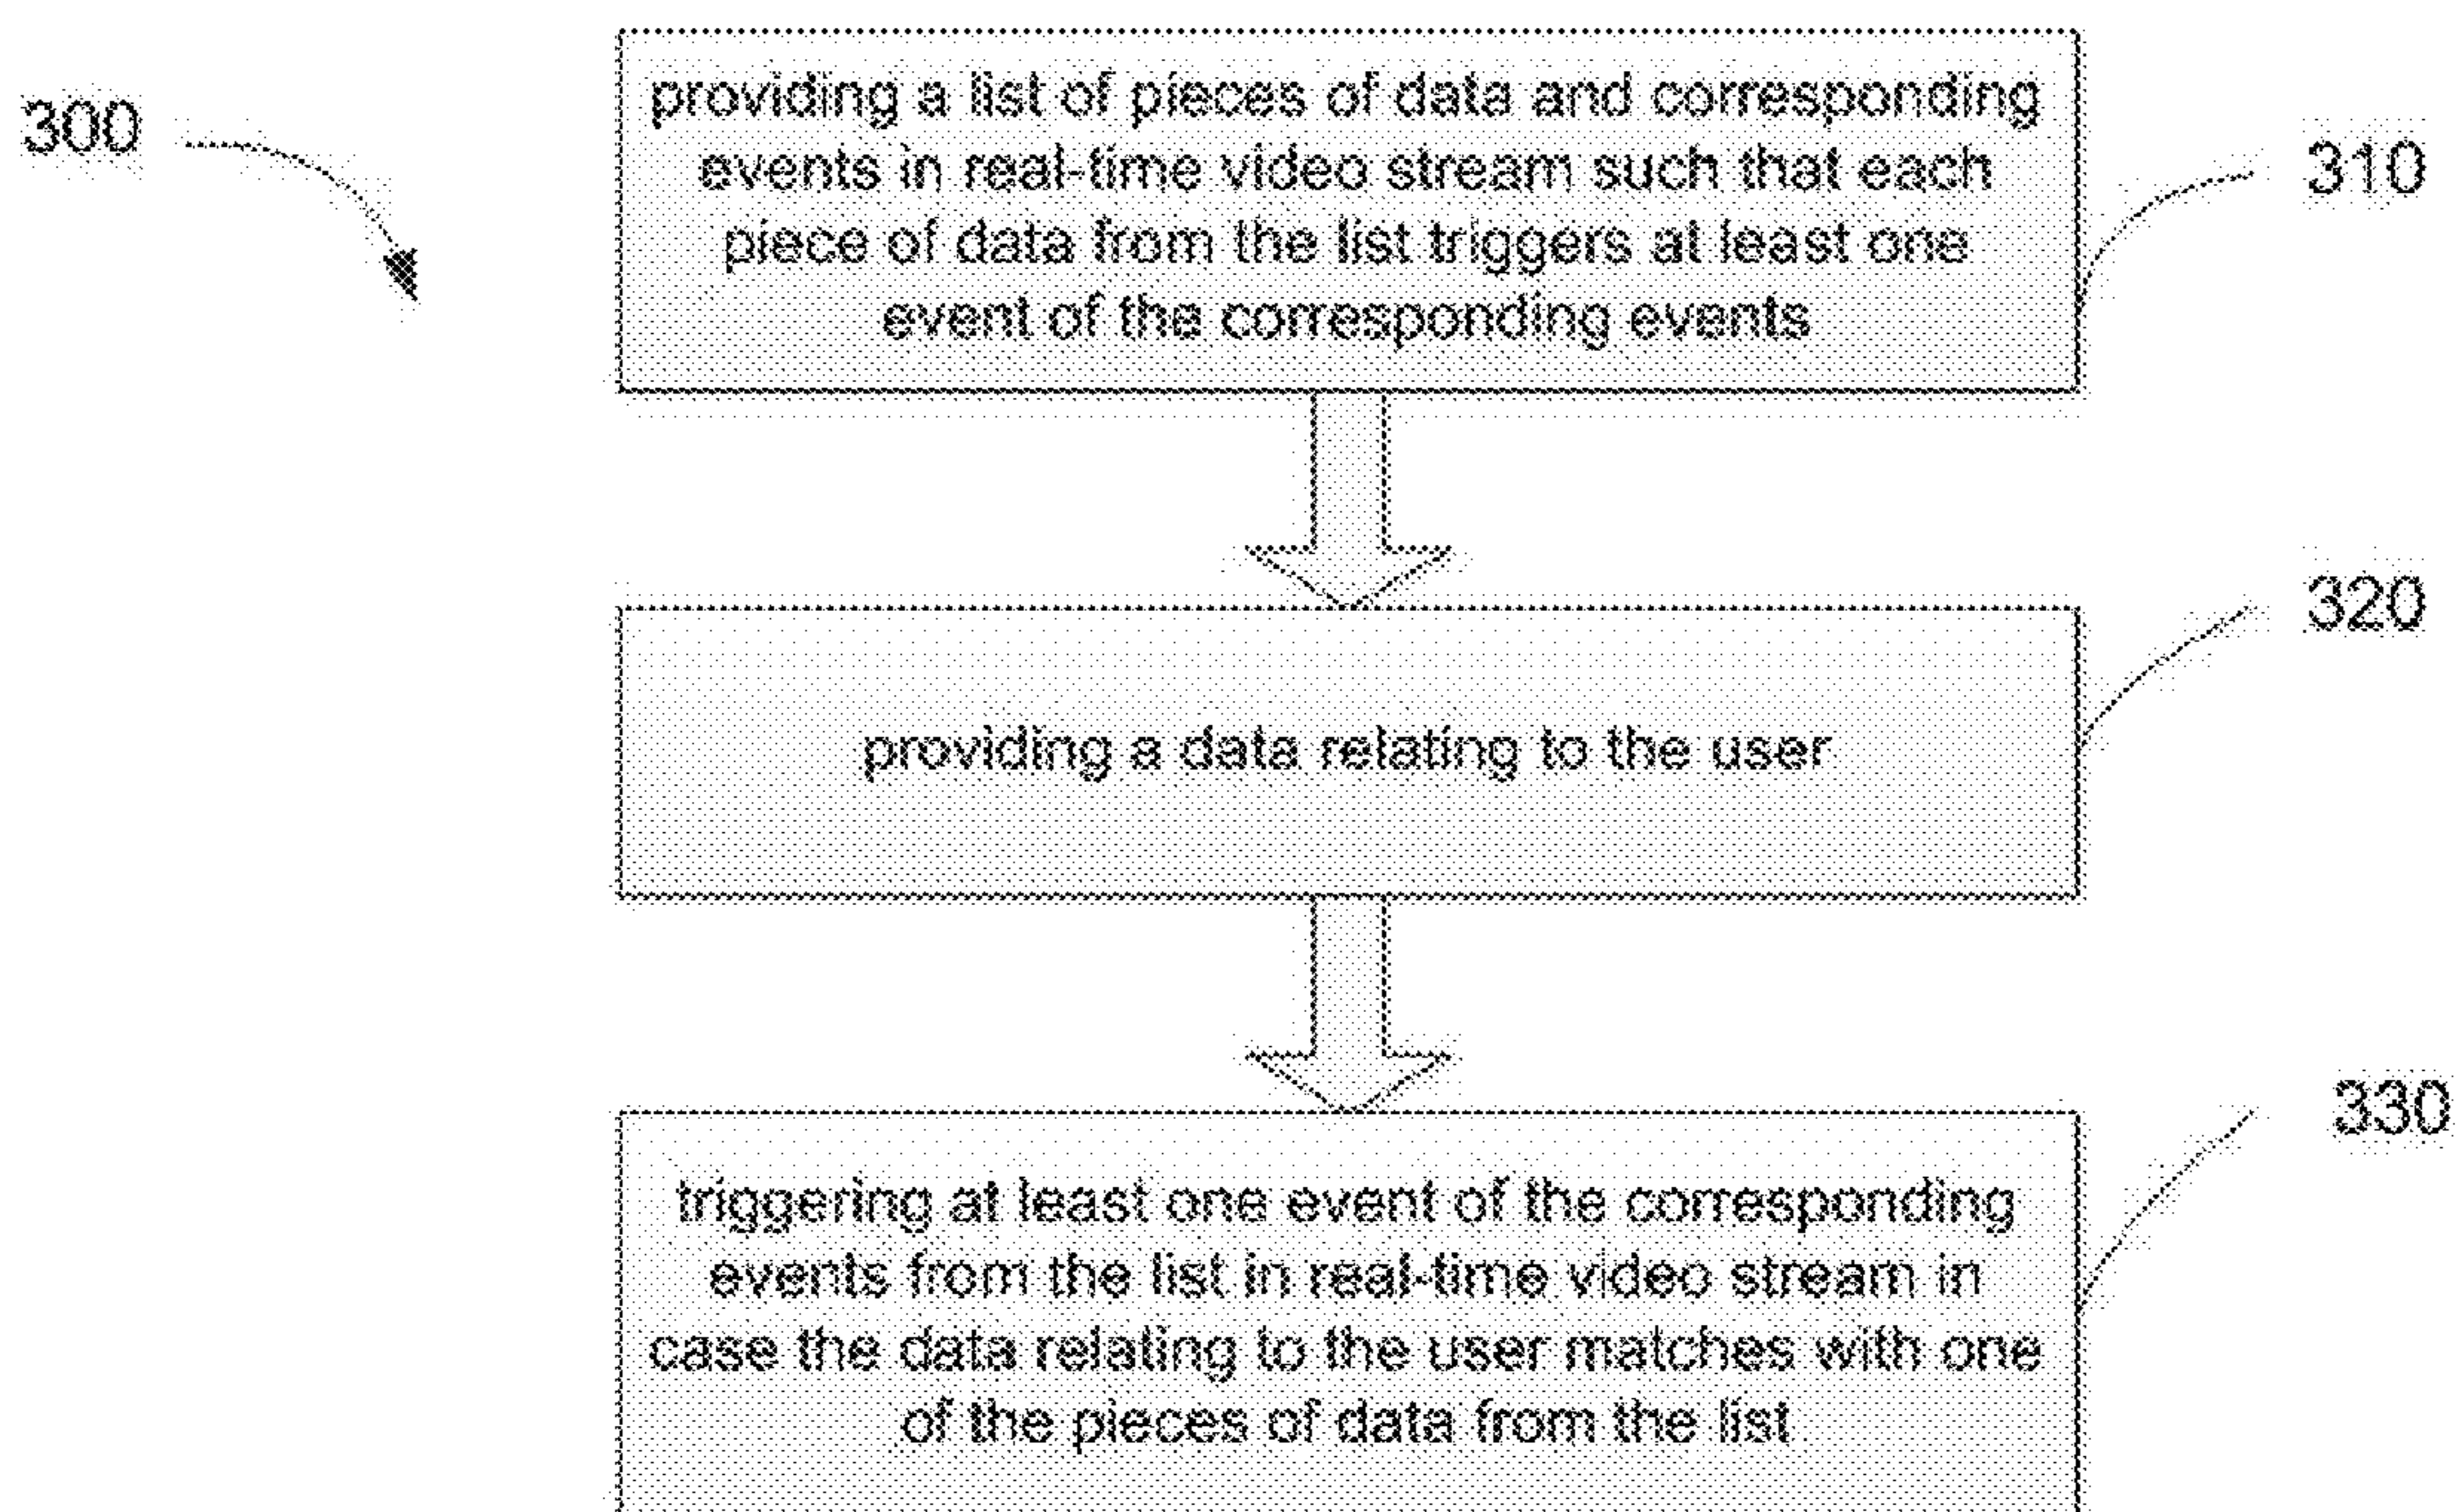 300
providing a list of pieces of data and corresponding
events in real-time video stream such that each
piece of data from the list triggers at least one
event of the corresponding events
310
providing a data relating to the user
320
triggering at least one event of the corresponding
events from the list in real-time video stream in
case the data relating to the user matches with one
of the pieces of data from the list
330